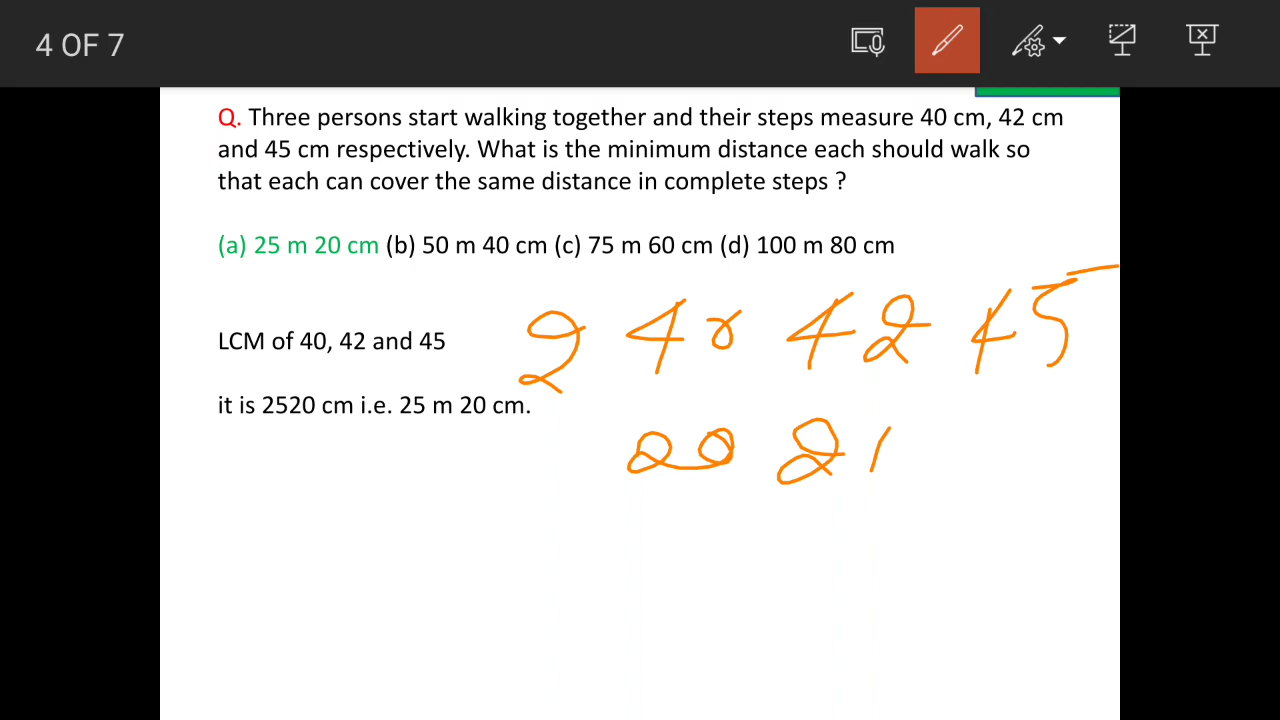 4 OF 7
Q. Three persons start walking together and their steps measure 40 cm, 42 cm
and 45 cm respectively. What is the minimum distance each should walk so
that each can cover the same distance in complete steps ?
(a) 25 m 20 cm (b) 50 m 40 cm (c) 75 m 60 cm (d) 100 m 80 cm
LCM of 40, 42 and 45
2 40 42 45
it is 2520 cm i.e. 25 m 20 cm.
20 21